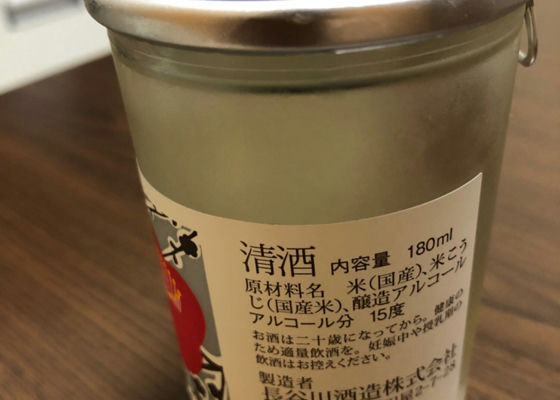 清酒 内容量 180ml
原材料名 米(国産)、米こう
じ(国産米)、醸造アルコール
アルコール分 15度
お酒は二十歳になってから。健康の
ため適量飲酒を。妊娠中や授乳期の
飲酒はお控えください。
製造者
長谷川酒造株式会社
2-7-28